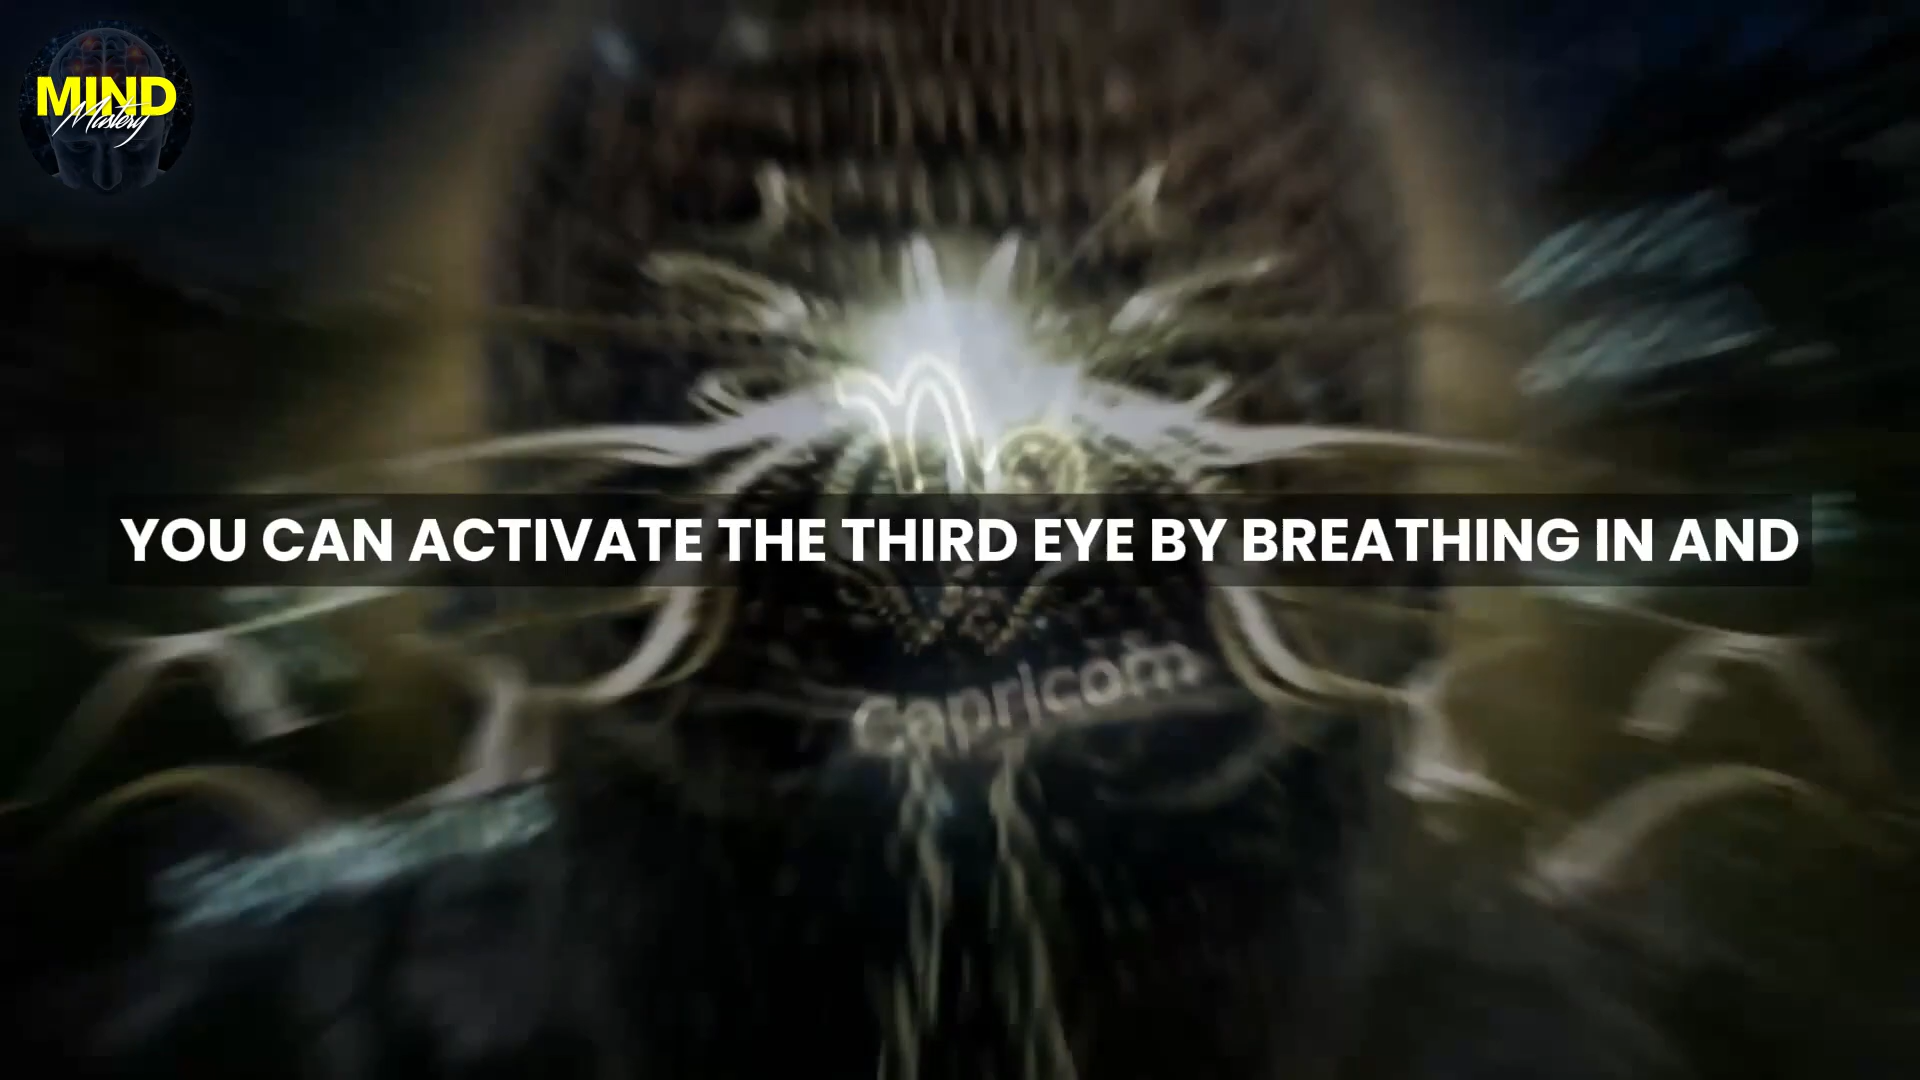 MIND
Mastery
YOU CAN ACTIVATE THE THIRD EYE BY BREATHING IN AND
Capricorn